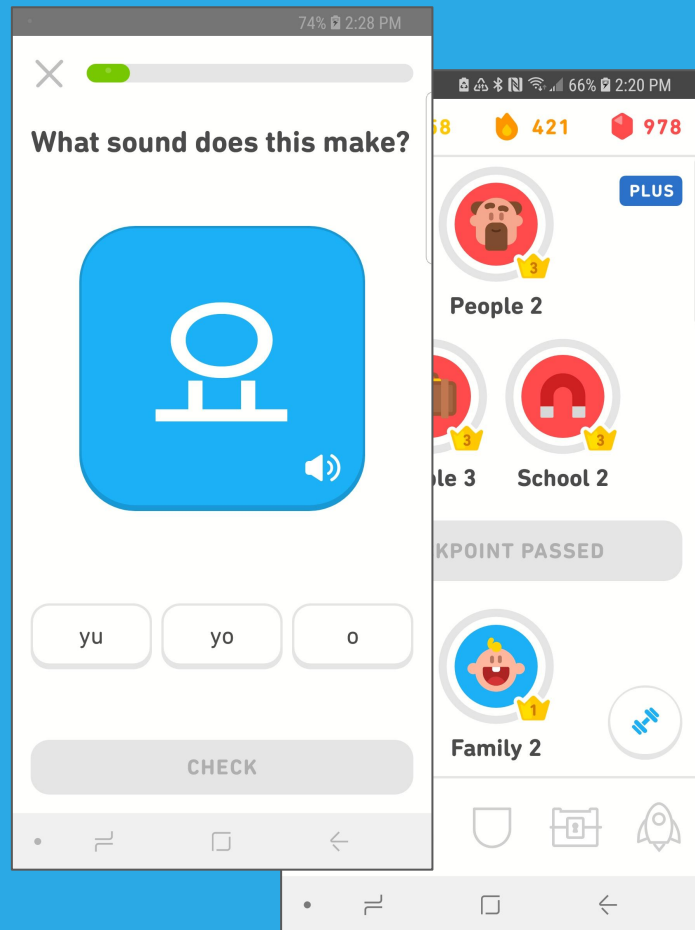 74% 2:28 PM
What sound does this make?
요
yu
yo
o
CHECK
66% 2:20 PM
58 421 978
PLUS
3
People 2
3 3
ple 3 School 2
KPOINT PASSED
1
Family 2